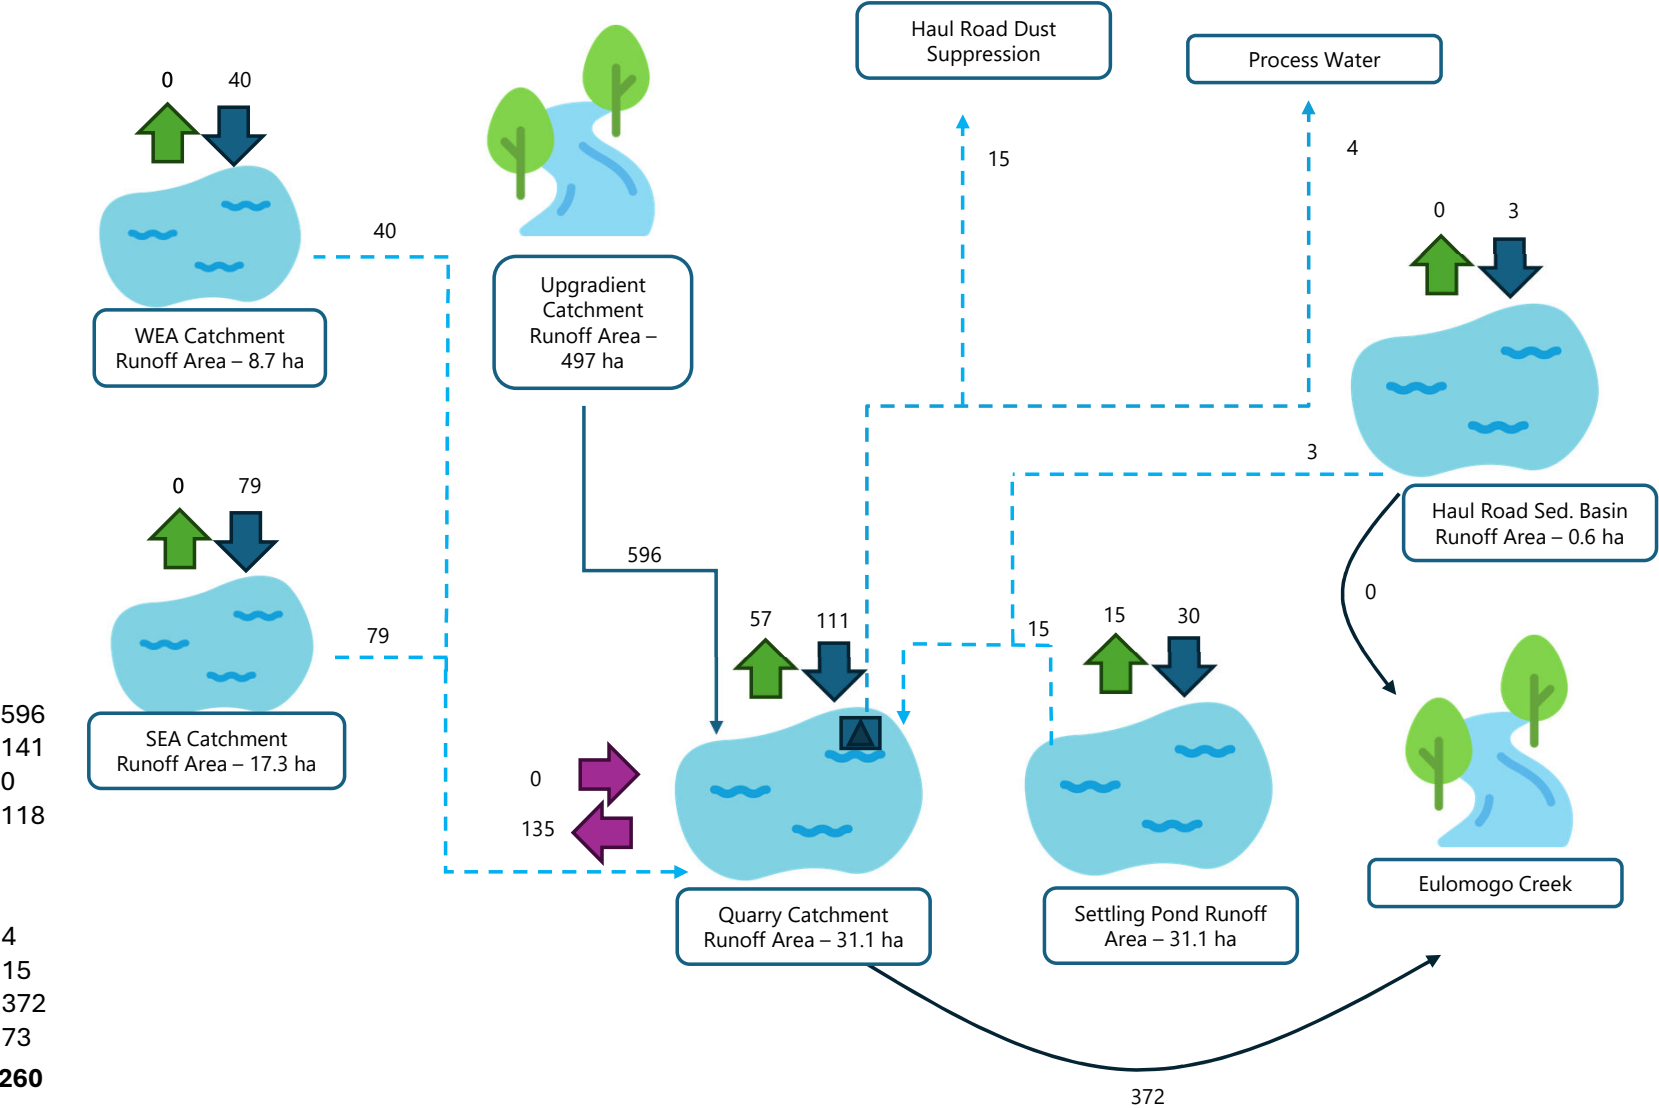 Haul Road Dust
Suppression
Process Water
0
40
15
4
0
3
40
Upgradient
Catchment
Runoff Area –
497 ha
WEA Catchment
Runoff Area – 8.7 ha
3
0
79
Haul Road Sed. Basin
Runoff Area – 0.6 ha
596
0
57
111
15
15
30
79
596
141
0
118
SEA Catchment
Runoff Area – 17.3 ha
0
135
Quarry Catchment
Runoff Area – 31.1 ha
Settling Pond Runoff
Area – 31.1 ha
Eulomogo Creek
4
15
372
73
260
372